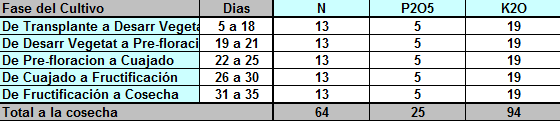 Fase del Cultivo Dias N P2O5 K2O
De Transplante a Desarr Vegeta 5 a 18 13 5 19
De Desarr Vegetat a Pre-floraci 19 a 21 13 5 19
De Pre-floracion a Cuajado 22 a 25 13 5 19
De Cuajado a Fructificación 26 a 30 13 5 19
De Fructificación a Cosecha 31 a 35 13 5 19
Total a la cosecha 64 25 94